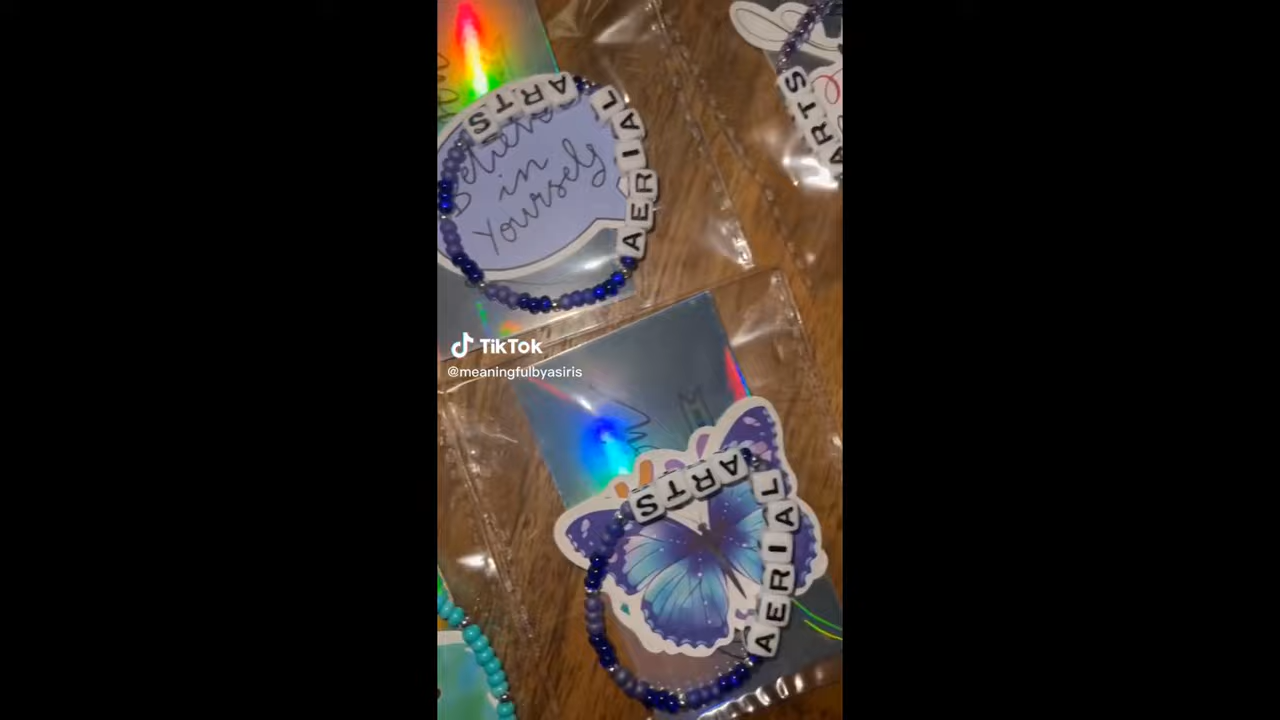 AERIAL ARTS
Believe
in
Yourself
ARTS
TikTok
@meaningfulbyasiris
AERIAL ARTS